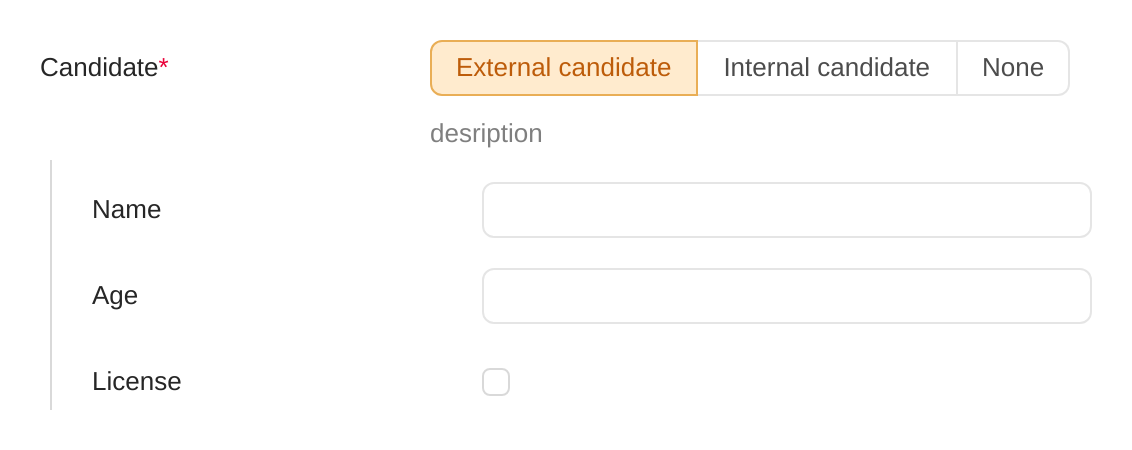 Candidate* External candidate Internal candidate None
desription
Name
Age
License